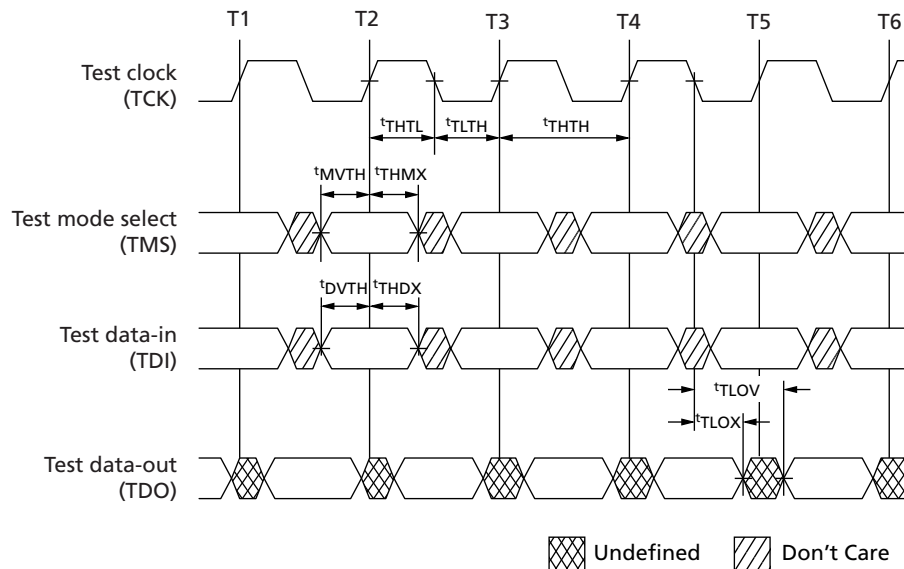 T1 T2 T3 T4 T5 T6
Test clock
(TCK)
tTHTL tTLTH tTHTH
tMVTH tTHMX
Test mode select
(TMS)
tDVTH tTHDX
Test data-in
(TDI)
tTLOV
tTLOX
Test data-out
(TDO)
Undefined Don't Care